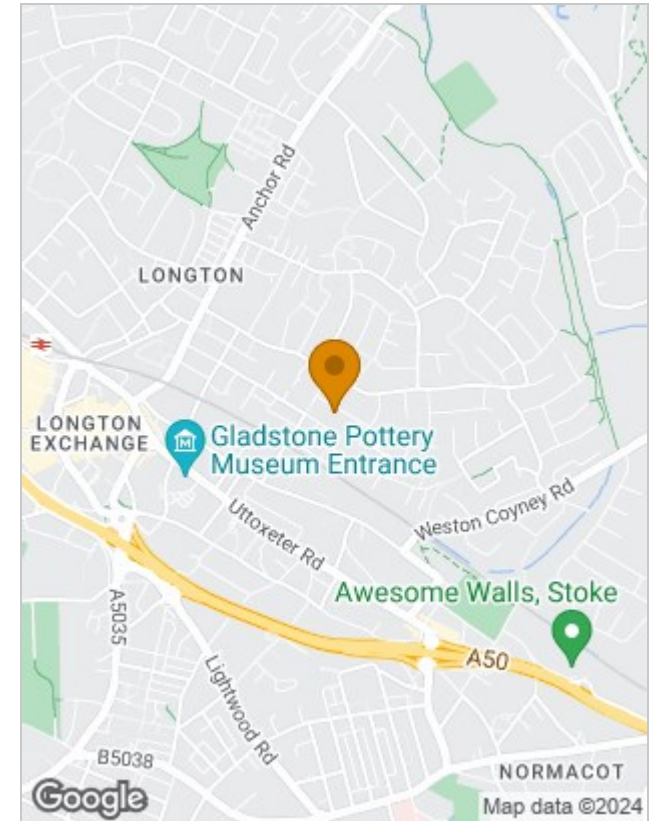 Anchor Rd
LONGTON
LONGTON
EXCHANGE
Gladstone Pottery
Museum Entrance
Uttoxeter Rd
Weston Coyney Rd
Awesome Walls, Stoke
A5035
A50
Lightwood Rd
B5038
NORMACOT
Google
Map data ©2024